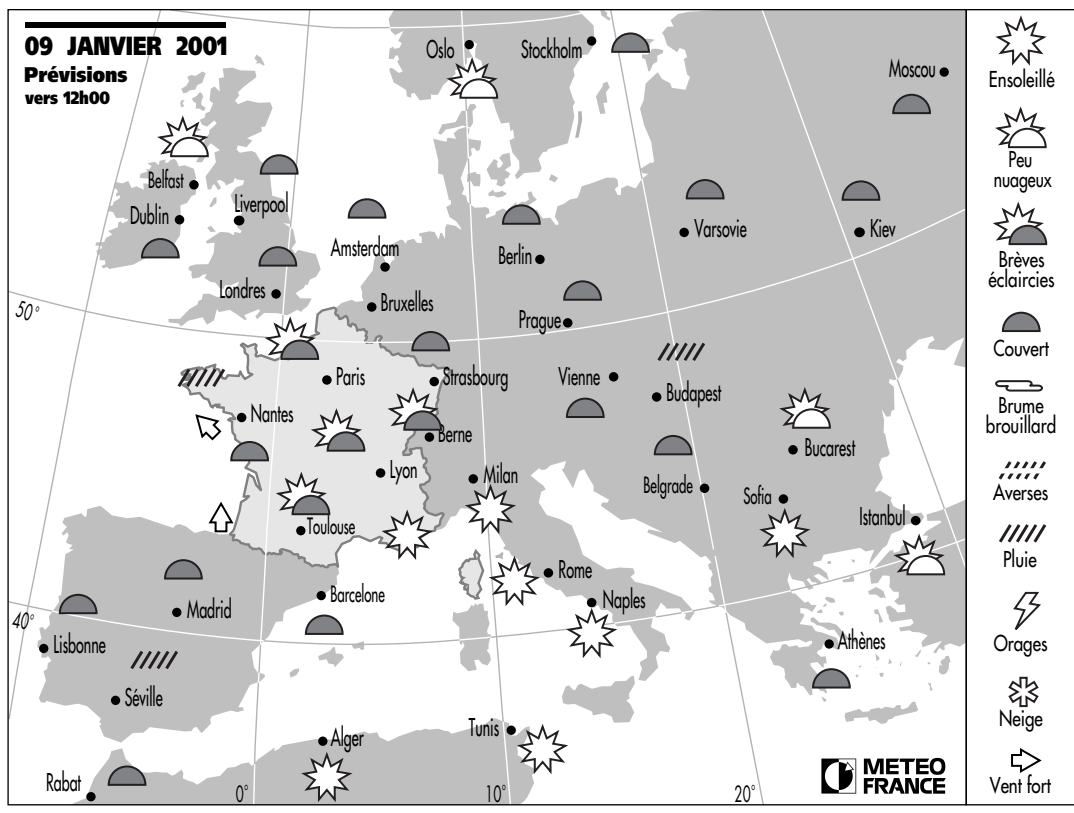 09 JANVIER 2001
Prévisions
vers 12h00
Oslo
Stockholm
Moscou
Belfast
Dublin
Liverpool
Amsterdam
Berlin
Varsovie
Kiev
Londres
Bruxelles
50°
Prague
Paris
Strasbourg
Vienne
Budapest
Nantes
Berne
Bucarest
Lyon
Milan
Belgrade
Sofia
Istanbul
Toulouse
Rome
Barcelone
Naples
Madrid
40°
Lisbonne
Athènes
Séville
Tunis
Alger
Rabat
0°
10°
20°
METEO
FRANCE
Ensoleillé
Peu
nuageux
Brèves
éclaircies
Couvert
Brume
brouillard
Averses
Pluie
Orages
Neige
Vent fort